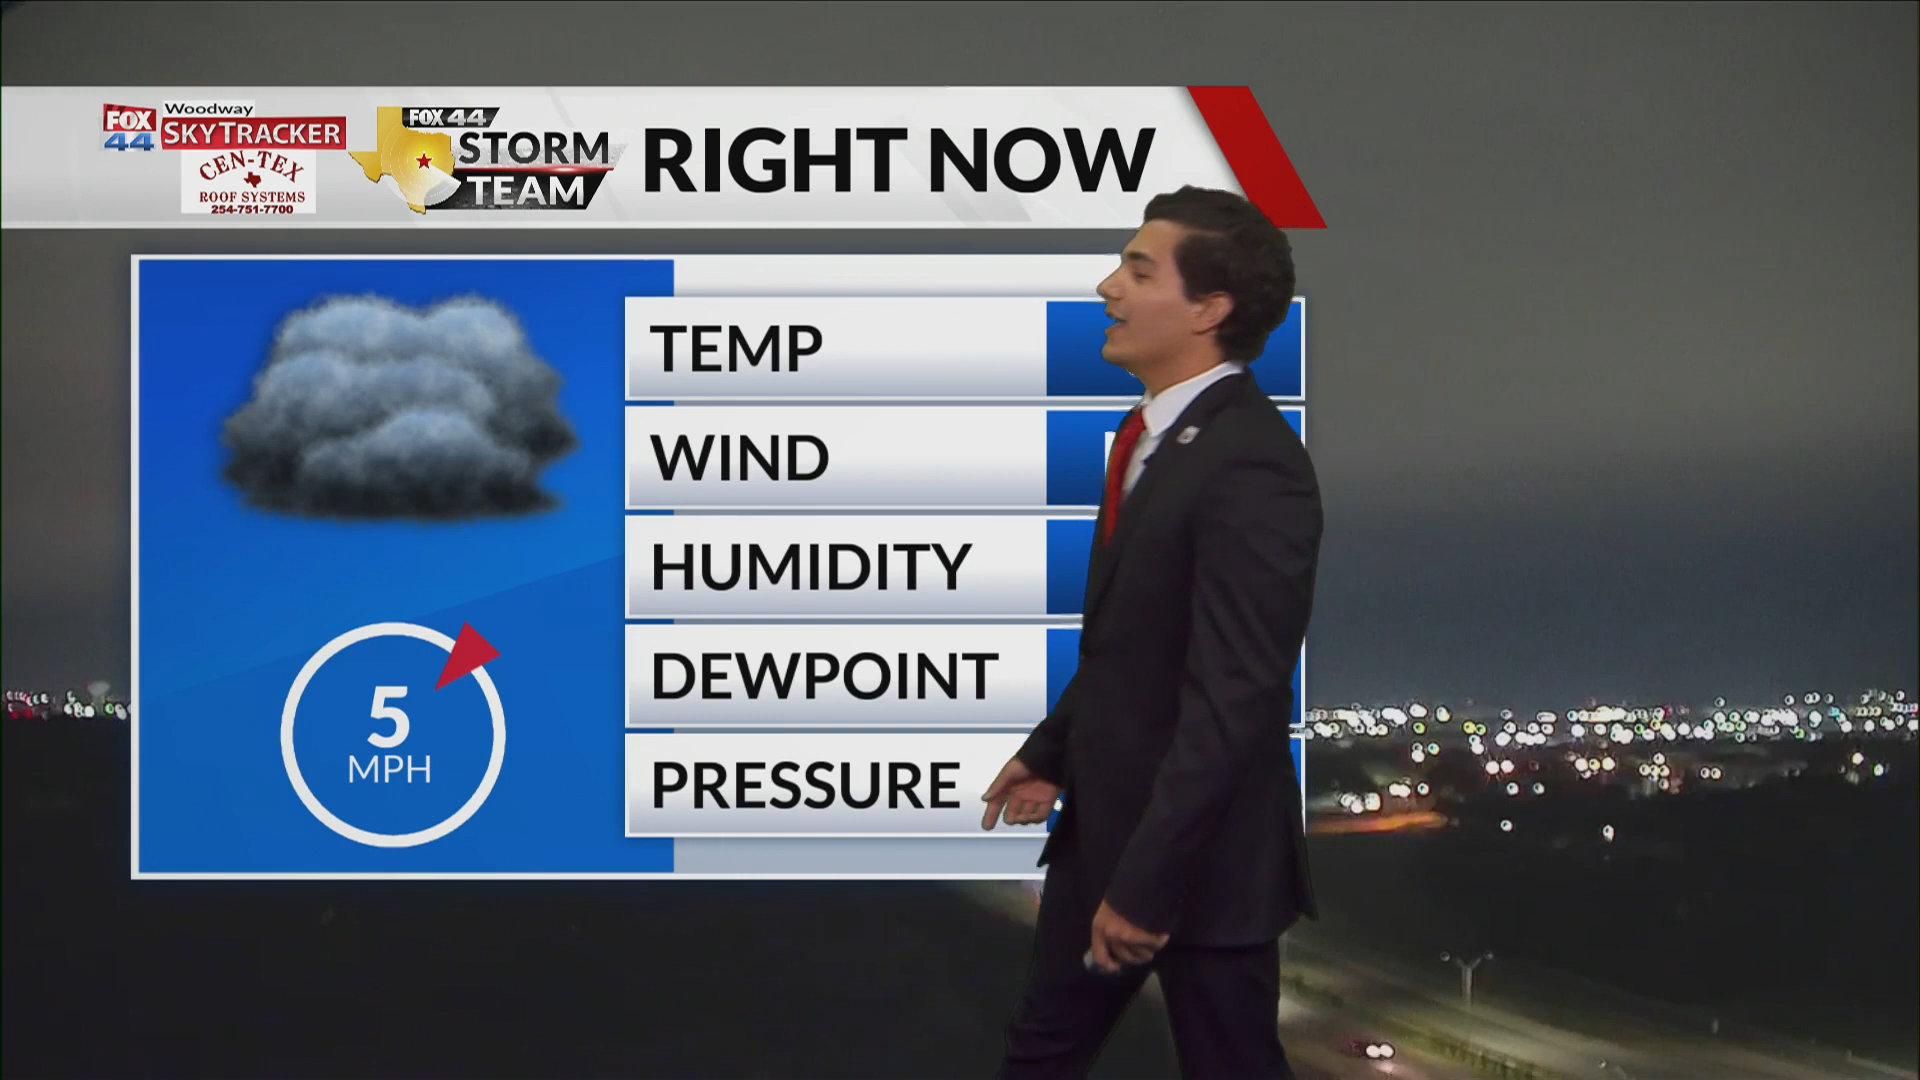 FOX
44
Woodway
SKYTRACKER
CEN-TEX
ROOF SYSTEMS
254-751-7700
FOX 44
STORM
TEAM
RIGHT NOW
TEMP
WIND
HUMIDITY
DEWPOINT
PRESSURE
5
MPH